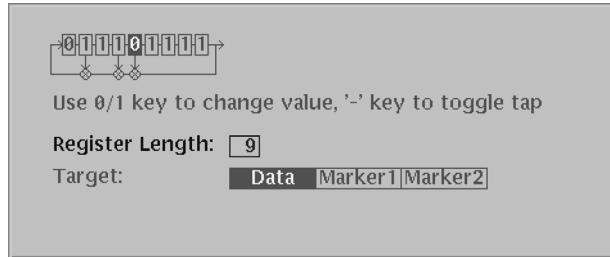 011101111
Use 0/1 key to change value, '-' key to toggle tap
Register Length: 9
Target: Data Marker1 Marker2